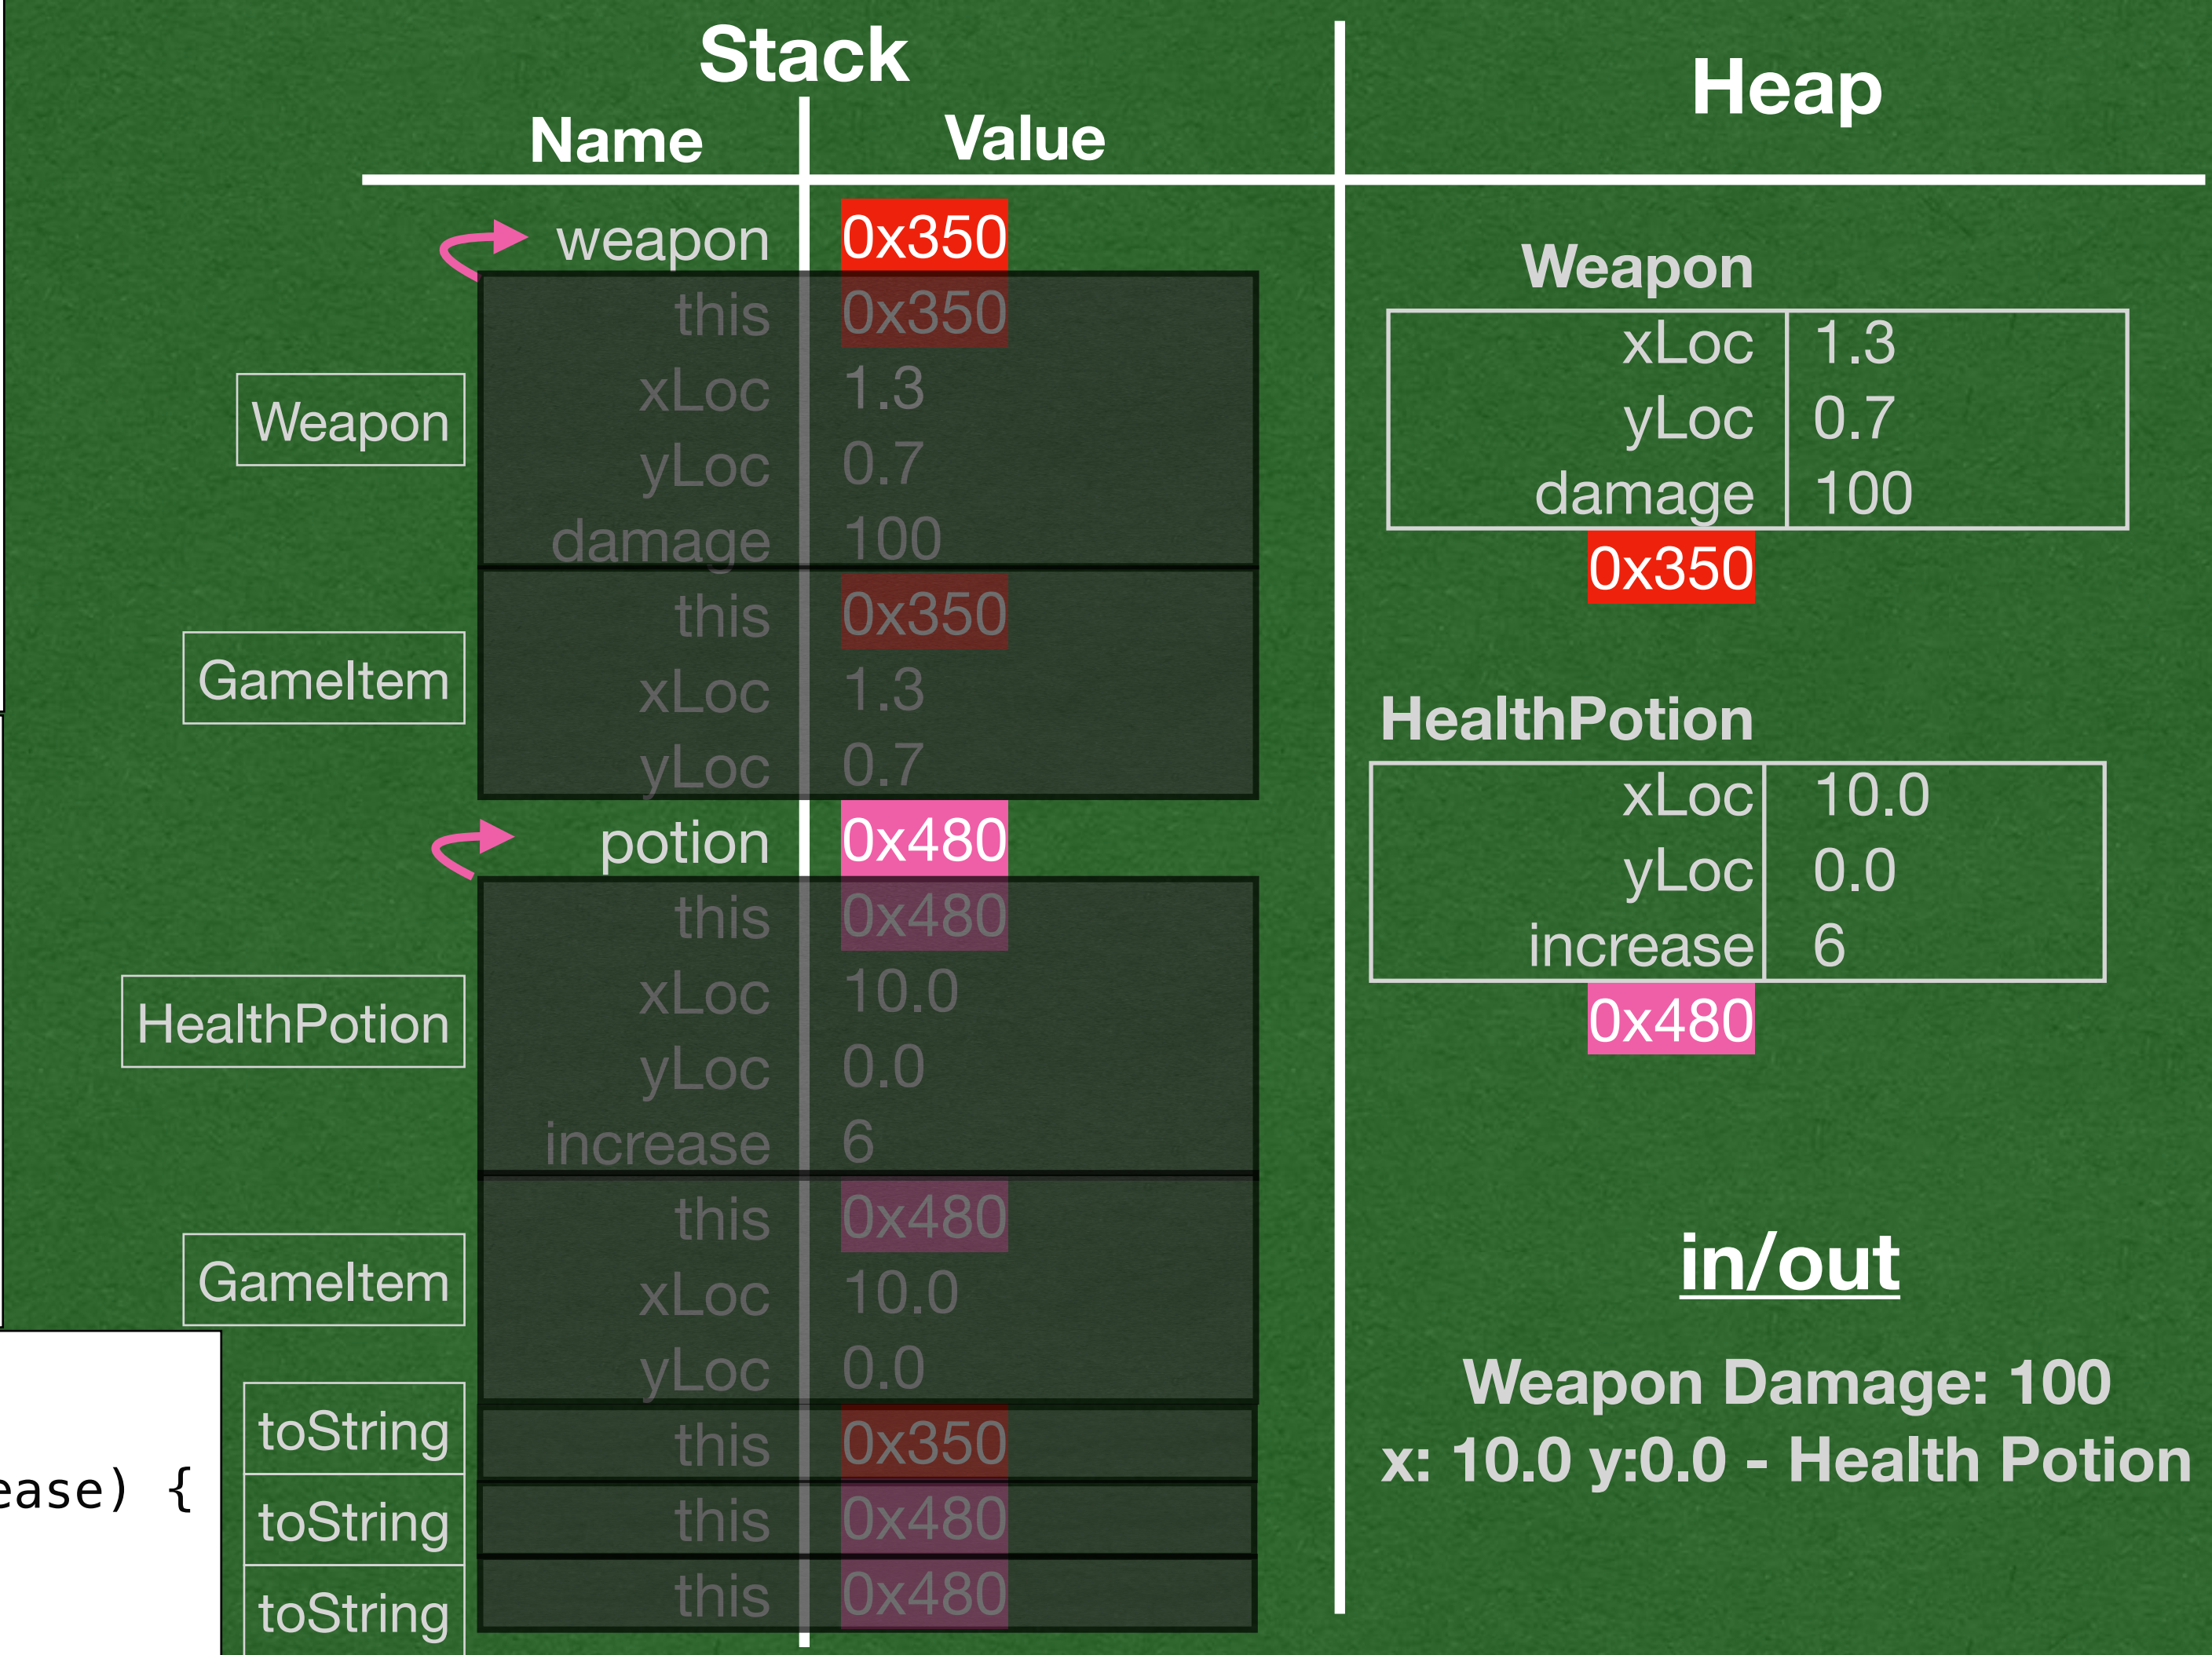 Stack
Heap
Name Value
weapon 0x350
this 0x350
xLoc 1.3
yLoc 0.7
damage 100
Weapon
this 0x350
xLoc 1.3
yLoc 0.7
GameItem
potion 0x480
this 0x480
xLoc 10.0
yLoc 0.0
increase 6
HealthPotion
this 0x480
xLoc 10.0
yLoc 0.0
GameItem
toString this 0x350
toString this 0x480
toString this 0x480
ease) {
Weapon
xLoc 1.3
yLoc 0.7
damage 100
0x350
HealthPotion
xLoc 10.0
yLoc 0.0
increase 6
0x480
in/out
Weapon Damage: 100
x: 10.0 y:0.0 - Health Potion